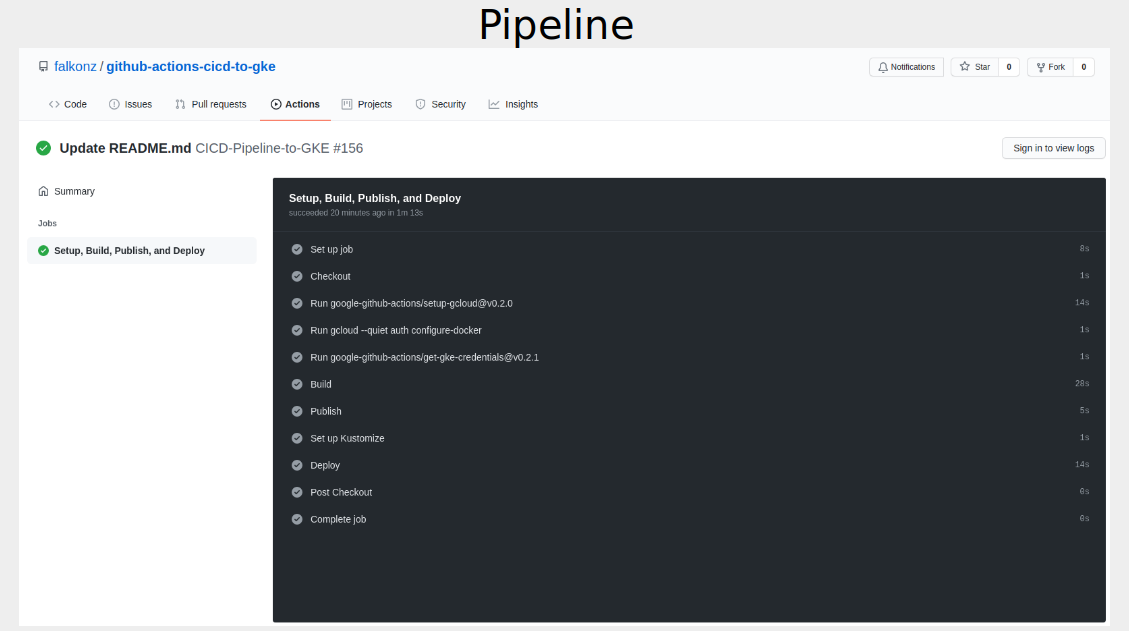 Pipeline
falkonz / github-actions-cicd-to-gke
Notifications Star 0 Fork 0
Code Issues Pull requests Actions Projects Security Insights
Update README.md CICD-Pipeline-to-GKE #156
Sign in to view logs
Summary
Jobs
Setup, Build, Publish, and Deploy
Setup, Build, Publish, and Deploy
succeeded 20 minutes ago in 1m 13s
Set up job 8s
Checkout 1s
Run google-github-actions/setup-gcloud@v0.2.0 14s
Run gcloud --quiet auth configure-docker 1s
Run google-github-actions/get-gke-credentials@v0.2.1 1s
Build 28s
Publish 5s
Set up Kustomize 1s
Deploy 14s
Post Checkout 0s
Complete job 0s